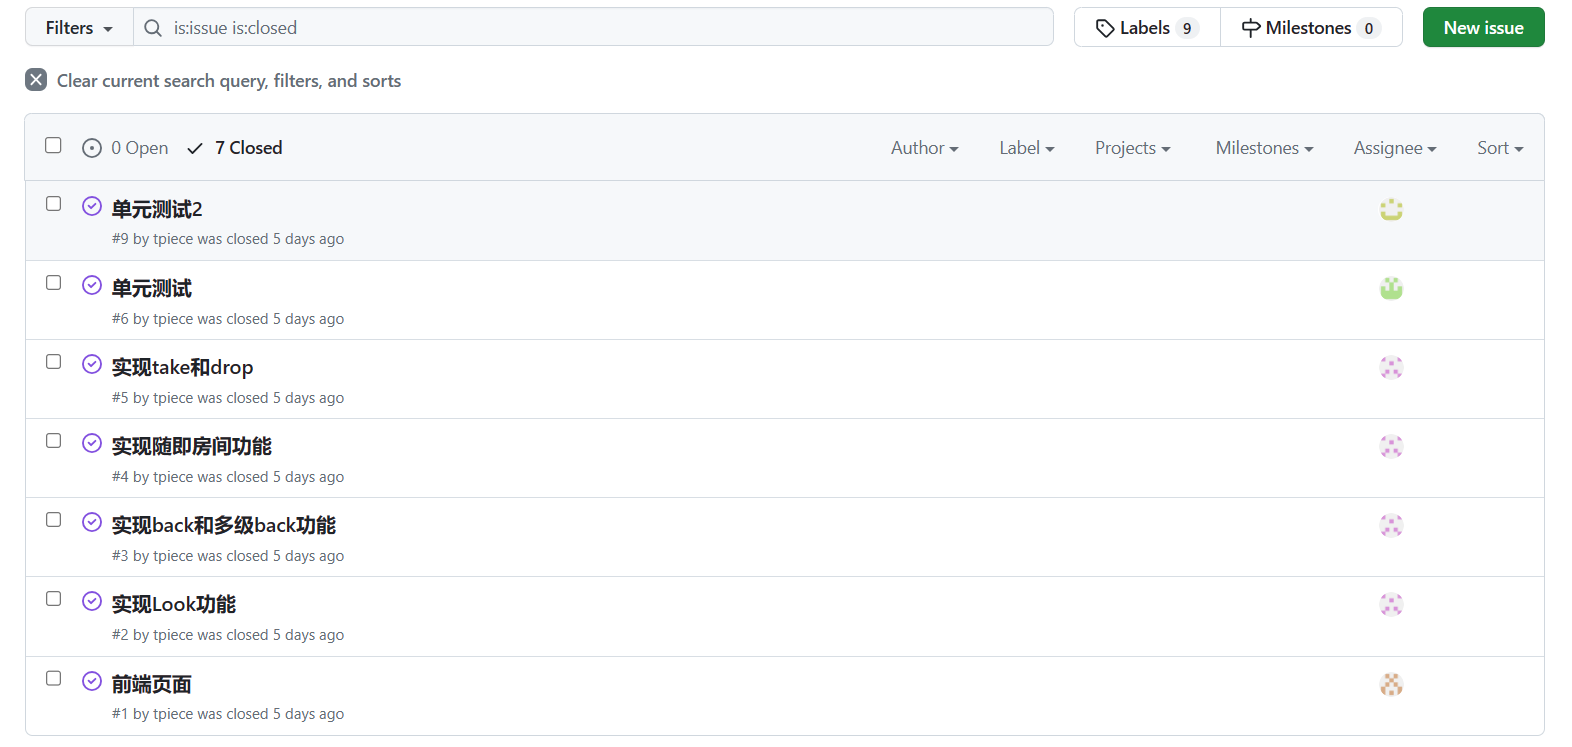 Filters is:issue is:closed Labels 9 Milestones 0 New issue
Clear current search query, filters, and sorts
0 Open 7 Closed Author Label Projects Milestones Assignee Sort
单元测试2
#9 by tpiece was closed 5 days ago
单元测试
#6 by tpiece was closed 5 days ago
实现take和drop
#5 by tpiece was closed 5 days ago
实现随即房间功能
#4 by tpiece was closed 5 days ago
实现back和多级back功能
#3 by tpiece was closed 5 days ago
实现Look功能
#2 by tpiece was closed 5 days ago
前端页面
#1 by tpiece was closed 5 days ago